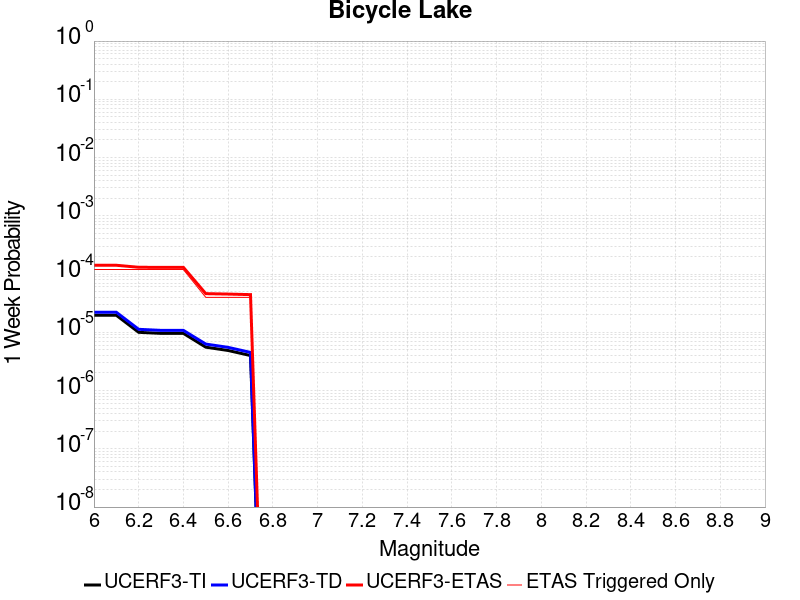 Bicycle Lake
10 0
10 -1
10 -2
10 -3
10 -4
10 -5
10 -6
10 -7
10 -8
1 Week Probability
6 6.2 6.4 6.6 6.8 7 7.2 7.4 7.6 7.8 8 8.2 8.4 8.6 8.8 9
Magnitude
UCERF3-TI UCERF3-TD UCERF3-ETAS ETAS Triggered Only